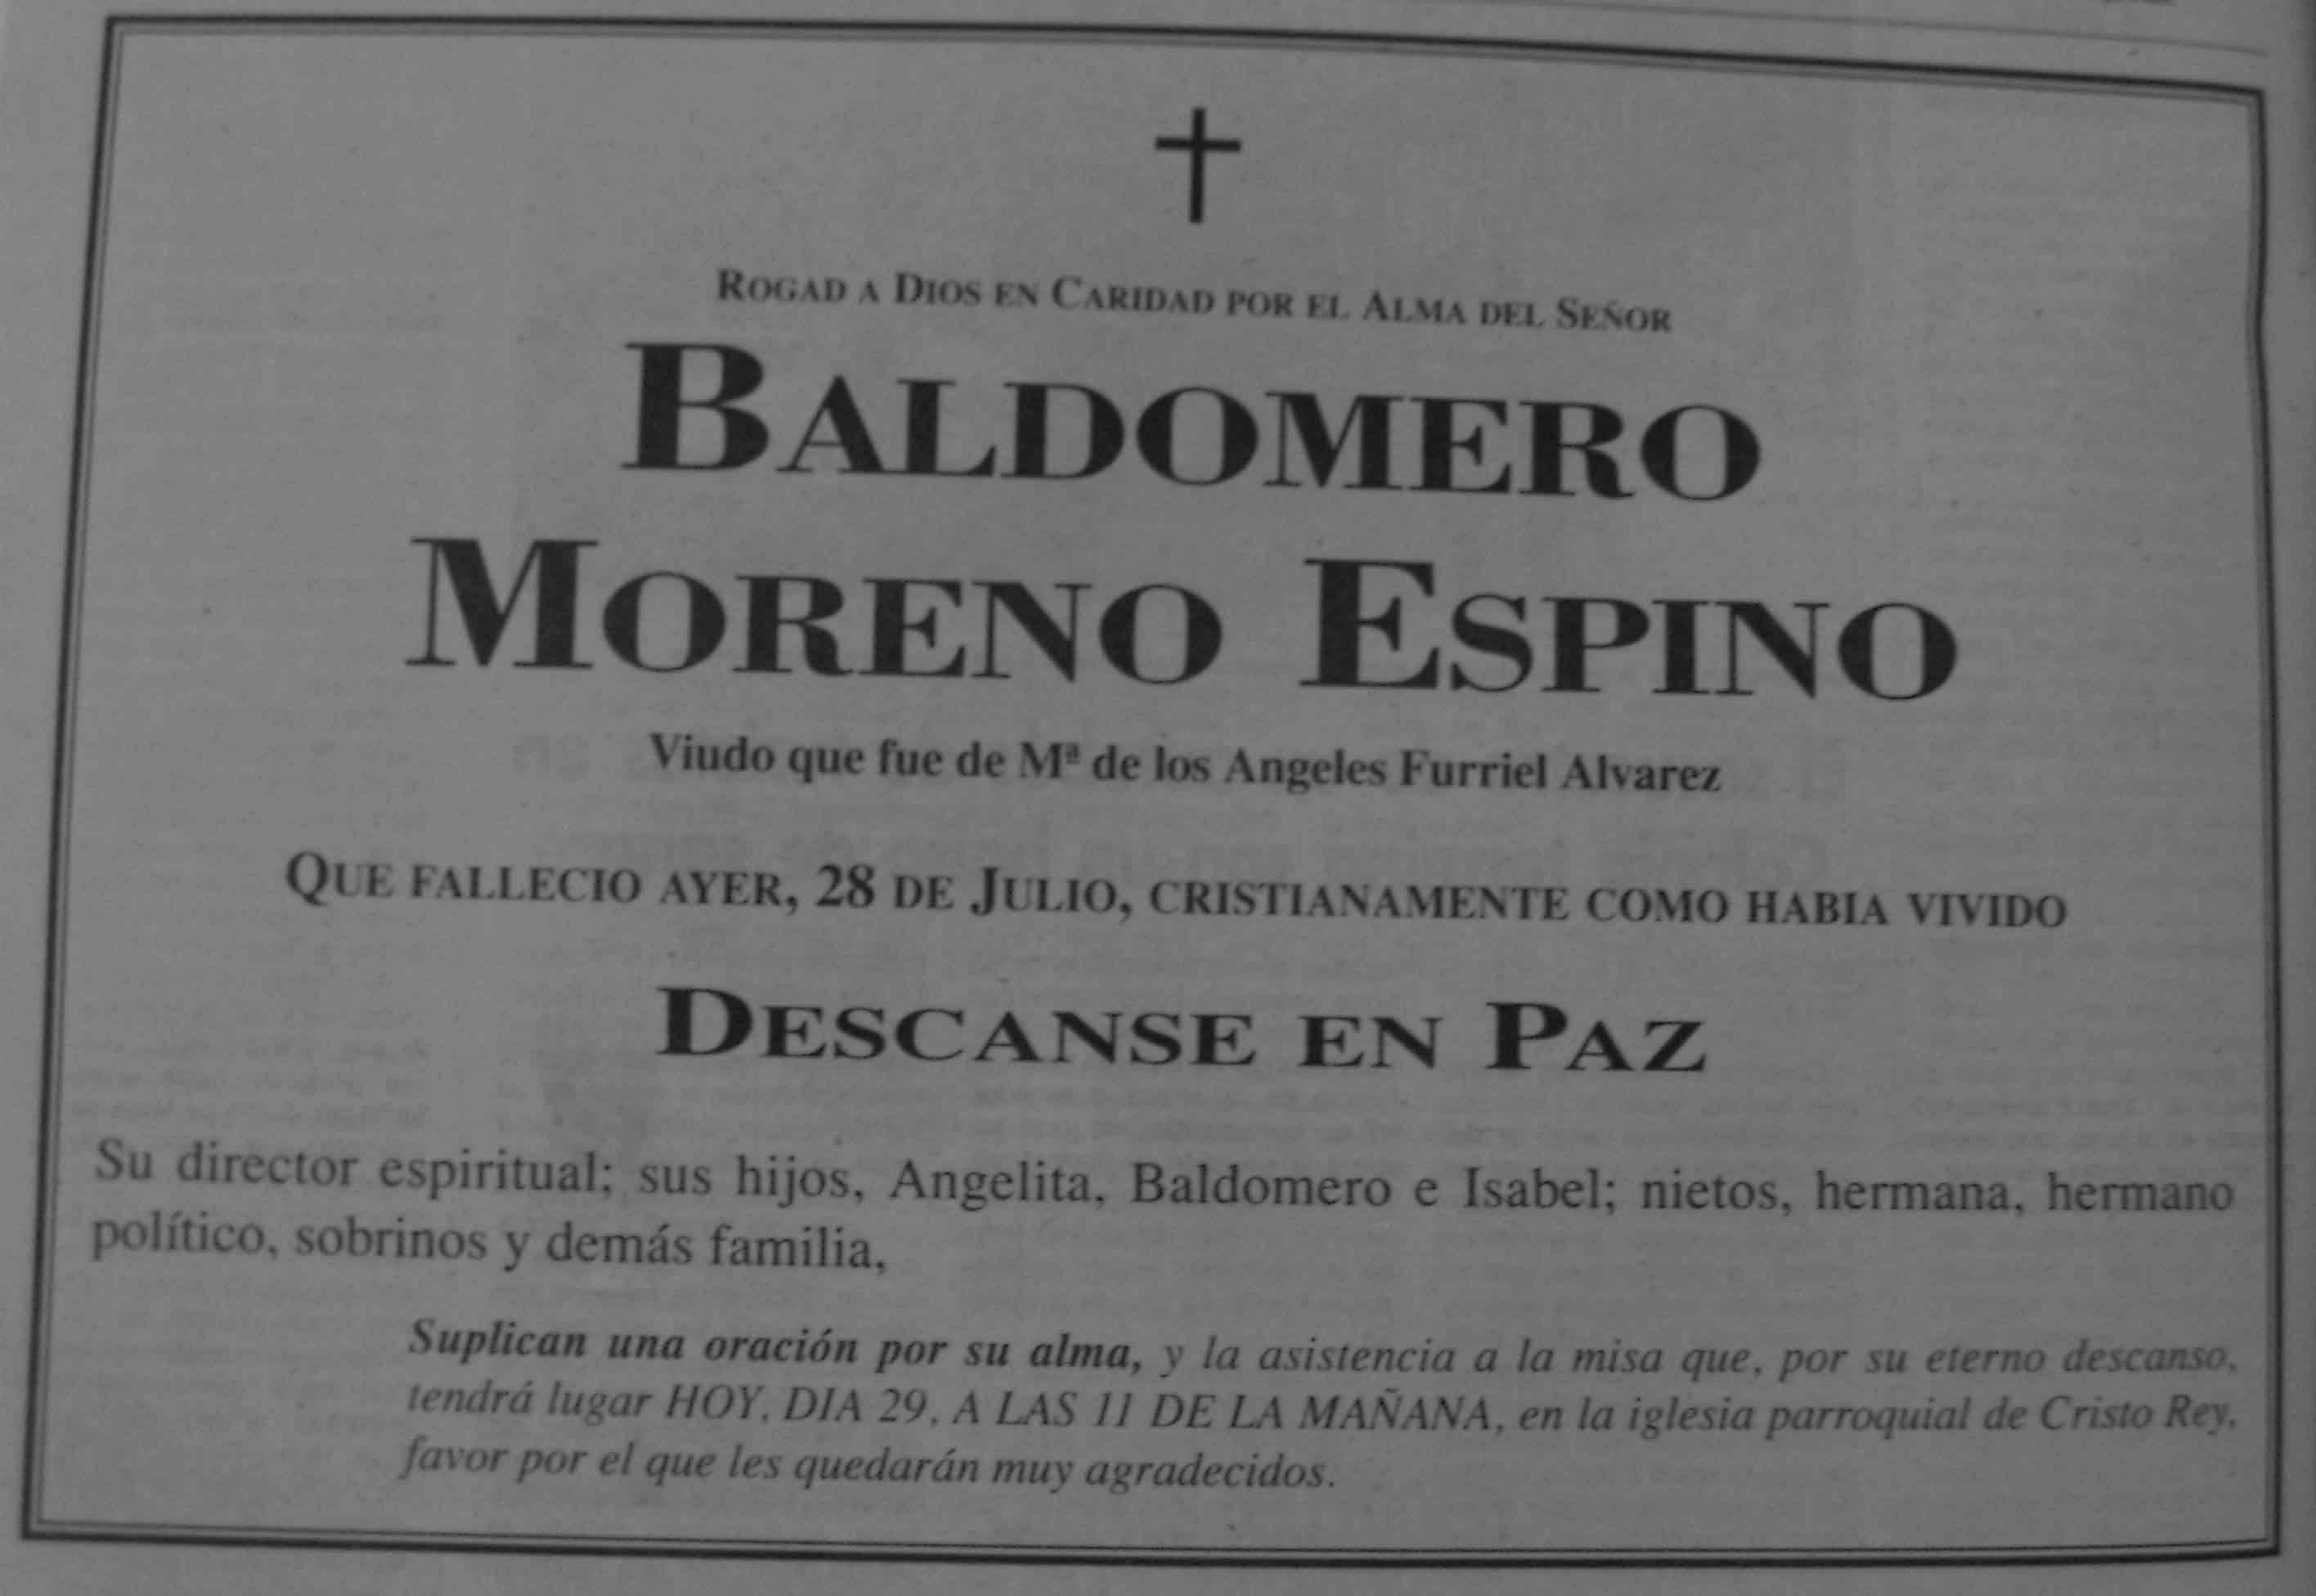 ROGAD A DIOS EN CARIDAD POR EL ALMA DEL SEÑOR
BALDOMERO
MORENO ESPINO
Viudo que fue de Mª de los Angeles Furriel Alvarez
QUE FALLECIO AYER, 28 DE JULIO, CRISTIANAMENTE COMO HABIA VIVIDO
DESCANSE EN PAZ
Su director espiritual; sus hijos, Angelita, Baldomero e Isabel; nietos, hermana, hermano
político, sobrinos y demás familia,
Suplican una oración por su alma, y la asistencia a la misa que, por su eterno descanso,
tendrá lugar HOY, DIA 29, A LAS 11 DE LA MAÑANA, en la iglesia parroquial de Cristo Rey,
favor por el que les quedarán muy agradecidos.